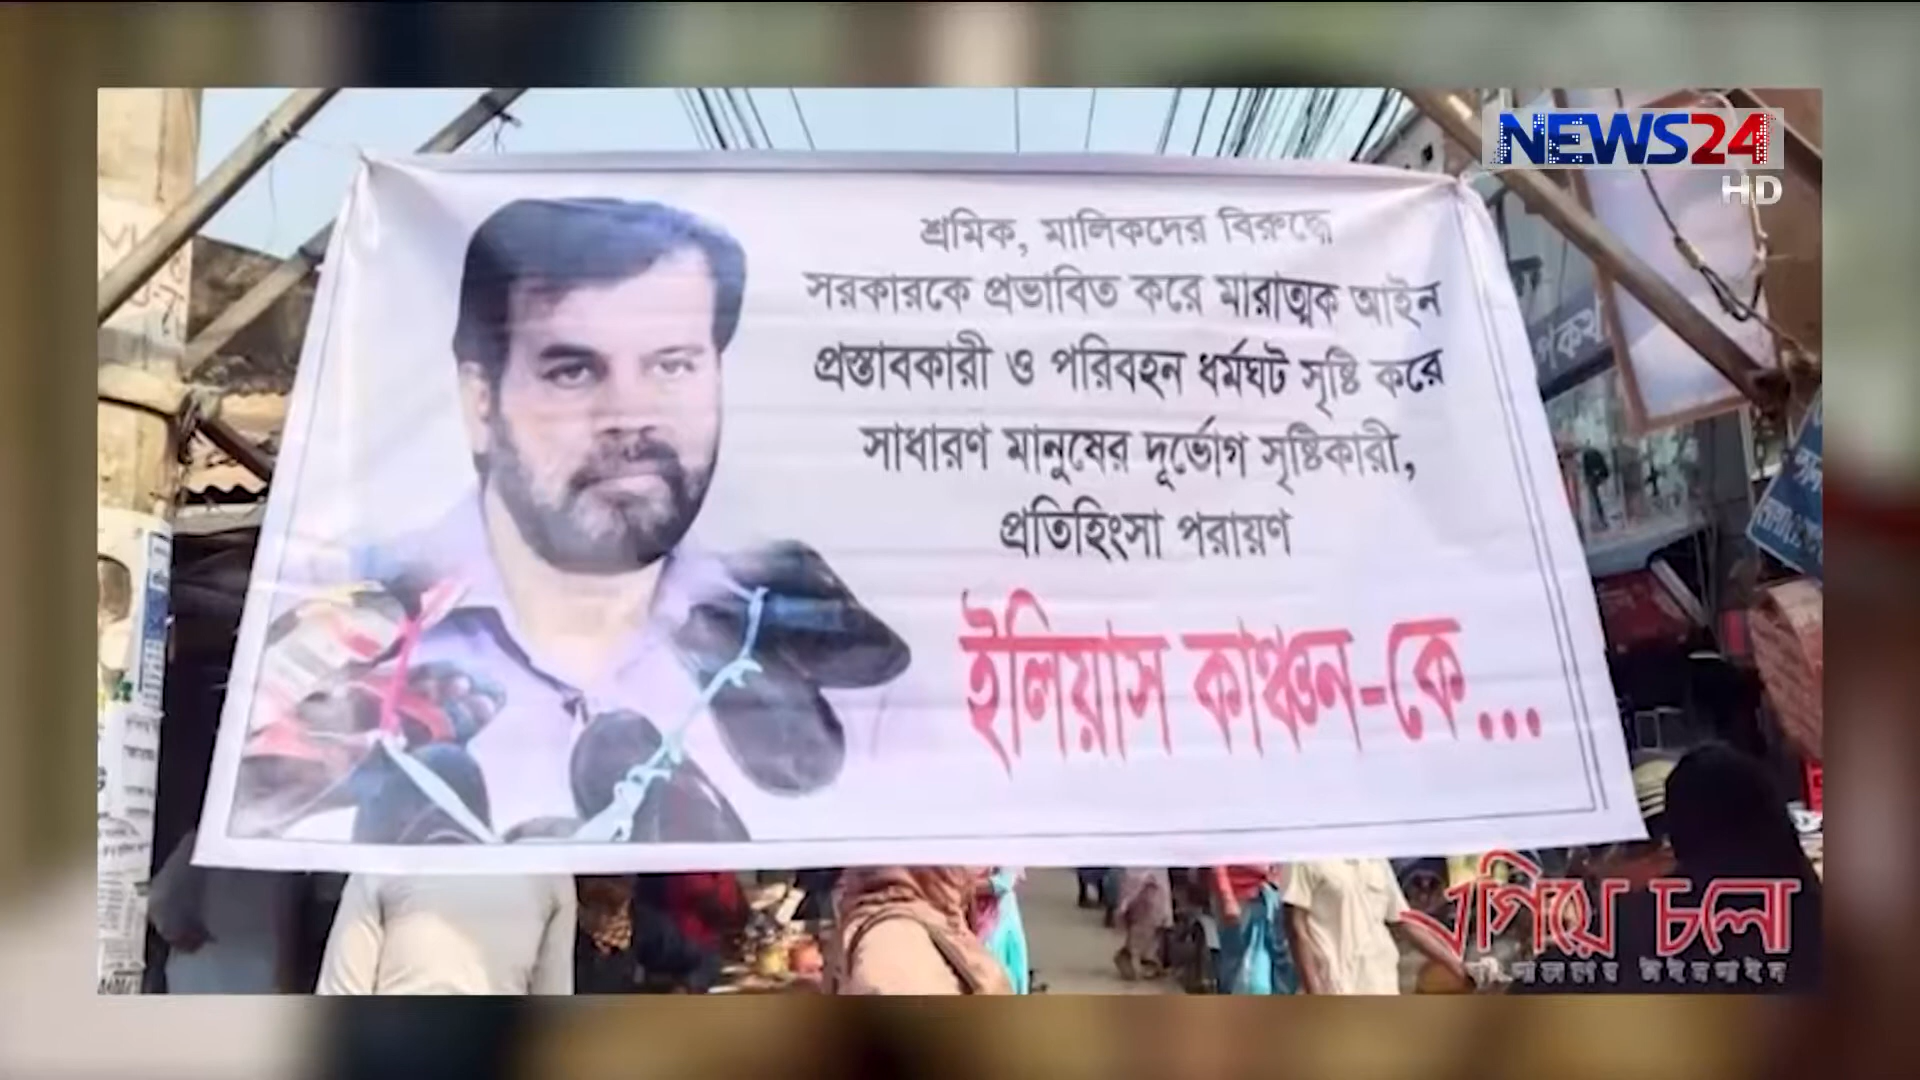 NEWS24
HD
শ্রমিক, মালিকদের বিরুদ্ধে
সরকারকে প্রভাবিত করে মারাত্মক আইন
প্রস্তাবকারী ও পরিবহন ধর্মঘট সৃষ্টি করে
সাধারণ মানুষের দূর্ভোগ সৃষ্টিকারী,
প্রতিহিংসা পরায়ণ
ইলিয়াস কাঞ্চন-কে...
এগিয়ে চলো